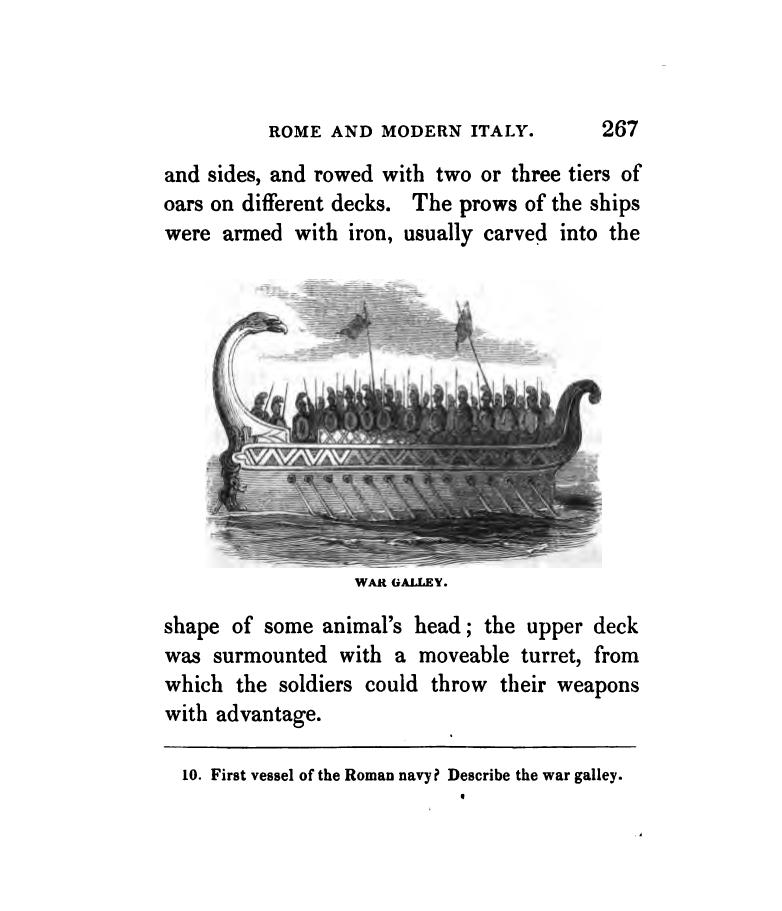 ROME AND MODERN ITALY. 267
and sides, and rowed with two or three tiers of
oars on different decks. The prows of the ships
were armed with iron, usually carved into the
WAR GALLEY.
shape of some animal's head; the upper deck
was surmounted with a moveable turret, from
which the soldiers could throw their weapons
with advantage.
10. First vessel of the Roman navy? Describe the war galley.